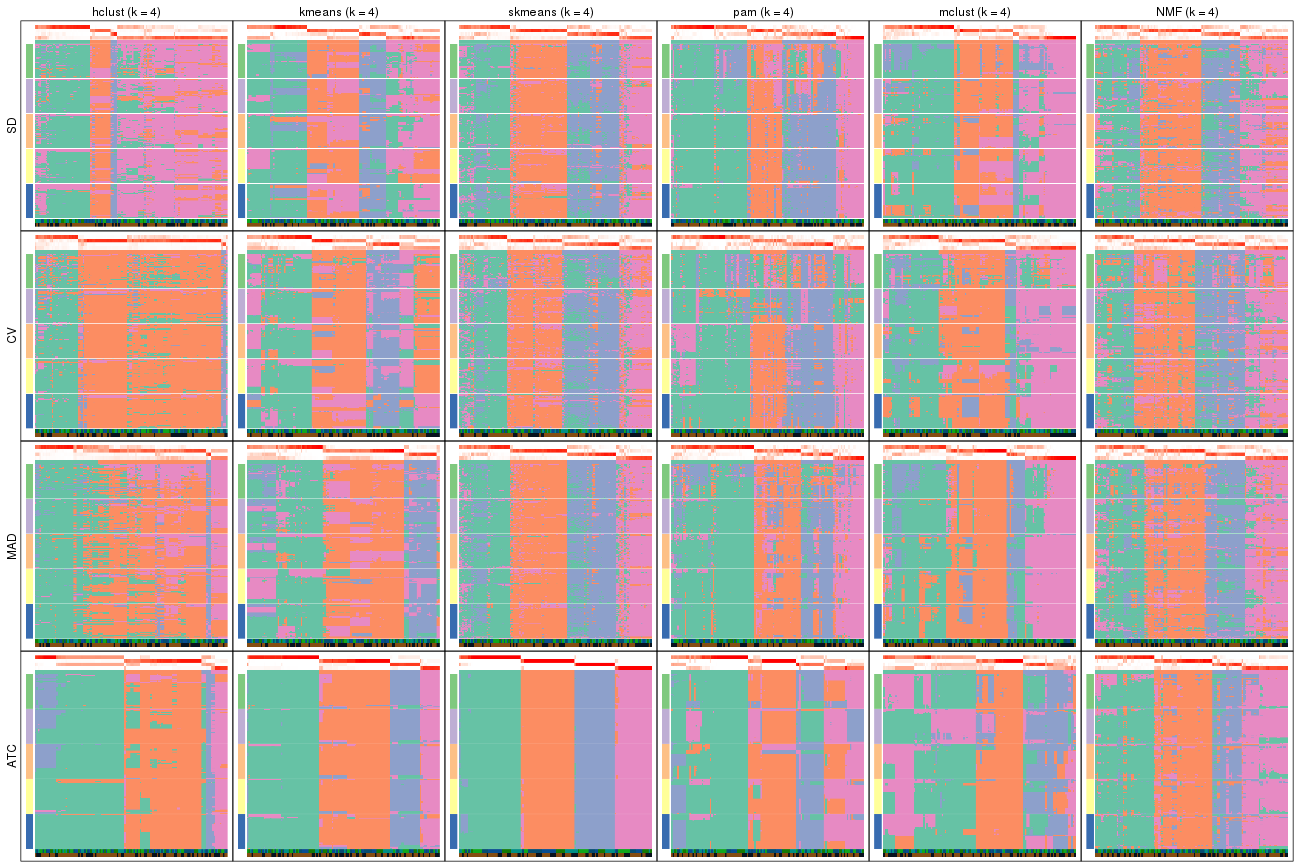 hclust (k = 4) kmeans (k = 4) skmeans (k = 4) pam (k = 4) mclust (k = 4) NMF (k = 4)
SD
CV
MAD
ATC